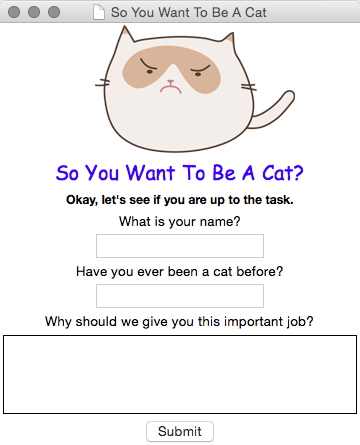 So You Want To Be A Cat
So You Want To Be A Cat?
Okay, let's see if you are up to the task.
What is your name?
Have you ever been a cat before?
Why should we give you this important job?
Submit